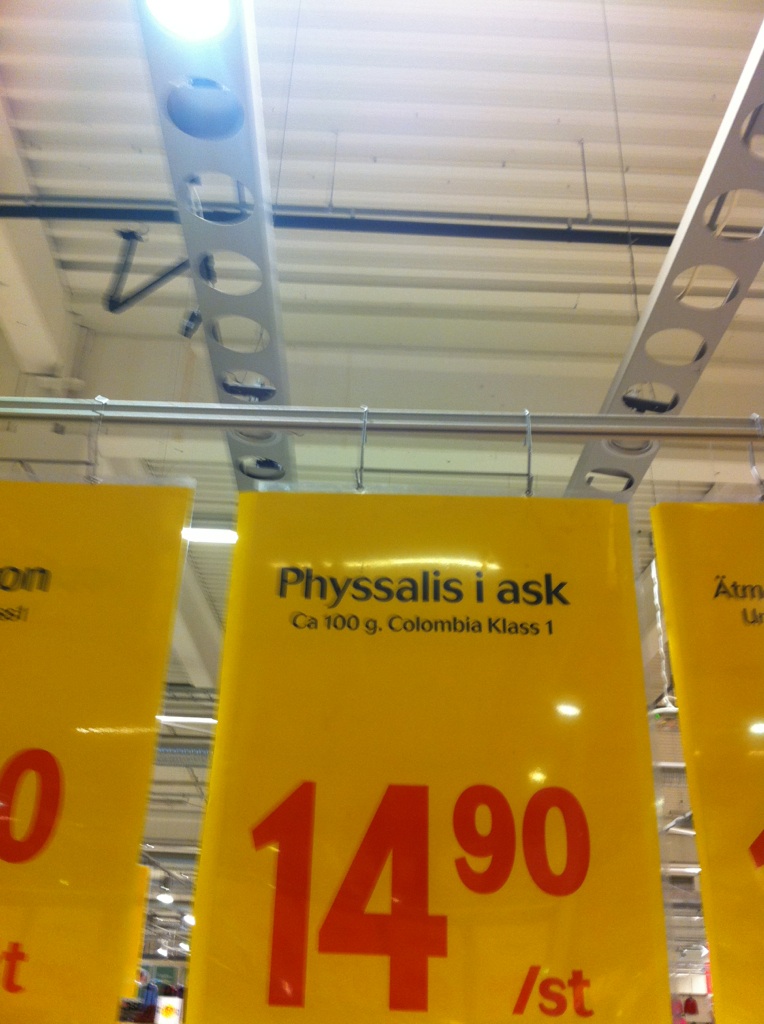 Physsalis i ask
Ca 100 g. Colombia Klass 1
14 90
/st